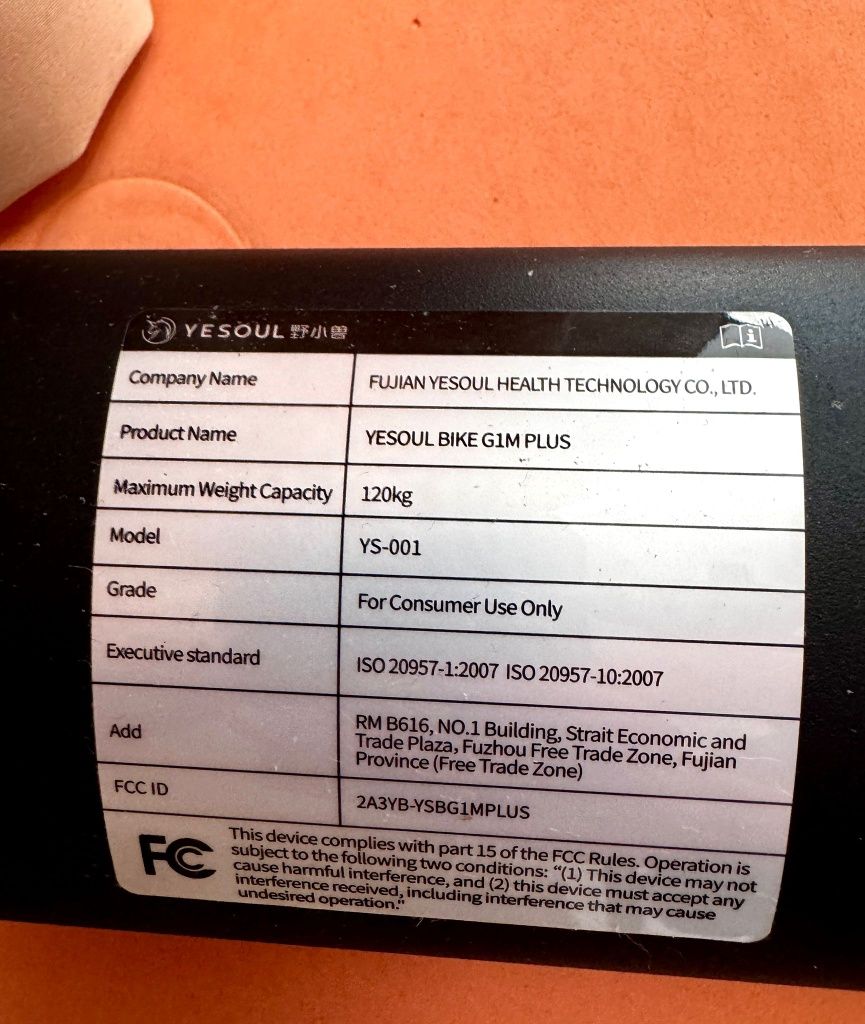 YESOUL 野小兽
Company Name
FUJIAN YESOUL HEALTH TECHNOLOGY CO., LTD.
Product Name
YESOUL BIKE G1M PLUS
Maximum Weight Capacity
120kg
Model
YS-001
Grade
For Consumer Use Only
Executive standard
ISO 20957-1:2007 ISO 20957-10:2007
Add
RM B616, NO.1 Building, Strait Economic and
Trade Plaza, Fuzhou Free Trade Zone, Fujian
Province (Free Trade Zone)
FCC ID
2A3YB-YSBG1MPLUS
FC
This device complies with part 15 of the FCC Rules. Operation is
subject to the following two conditions: "(1) This device may not
cause harmful interference, and (2) this device must accept any
interference received, including interference that may cause
undesired operation."